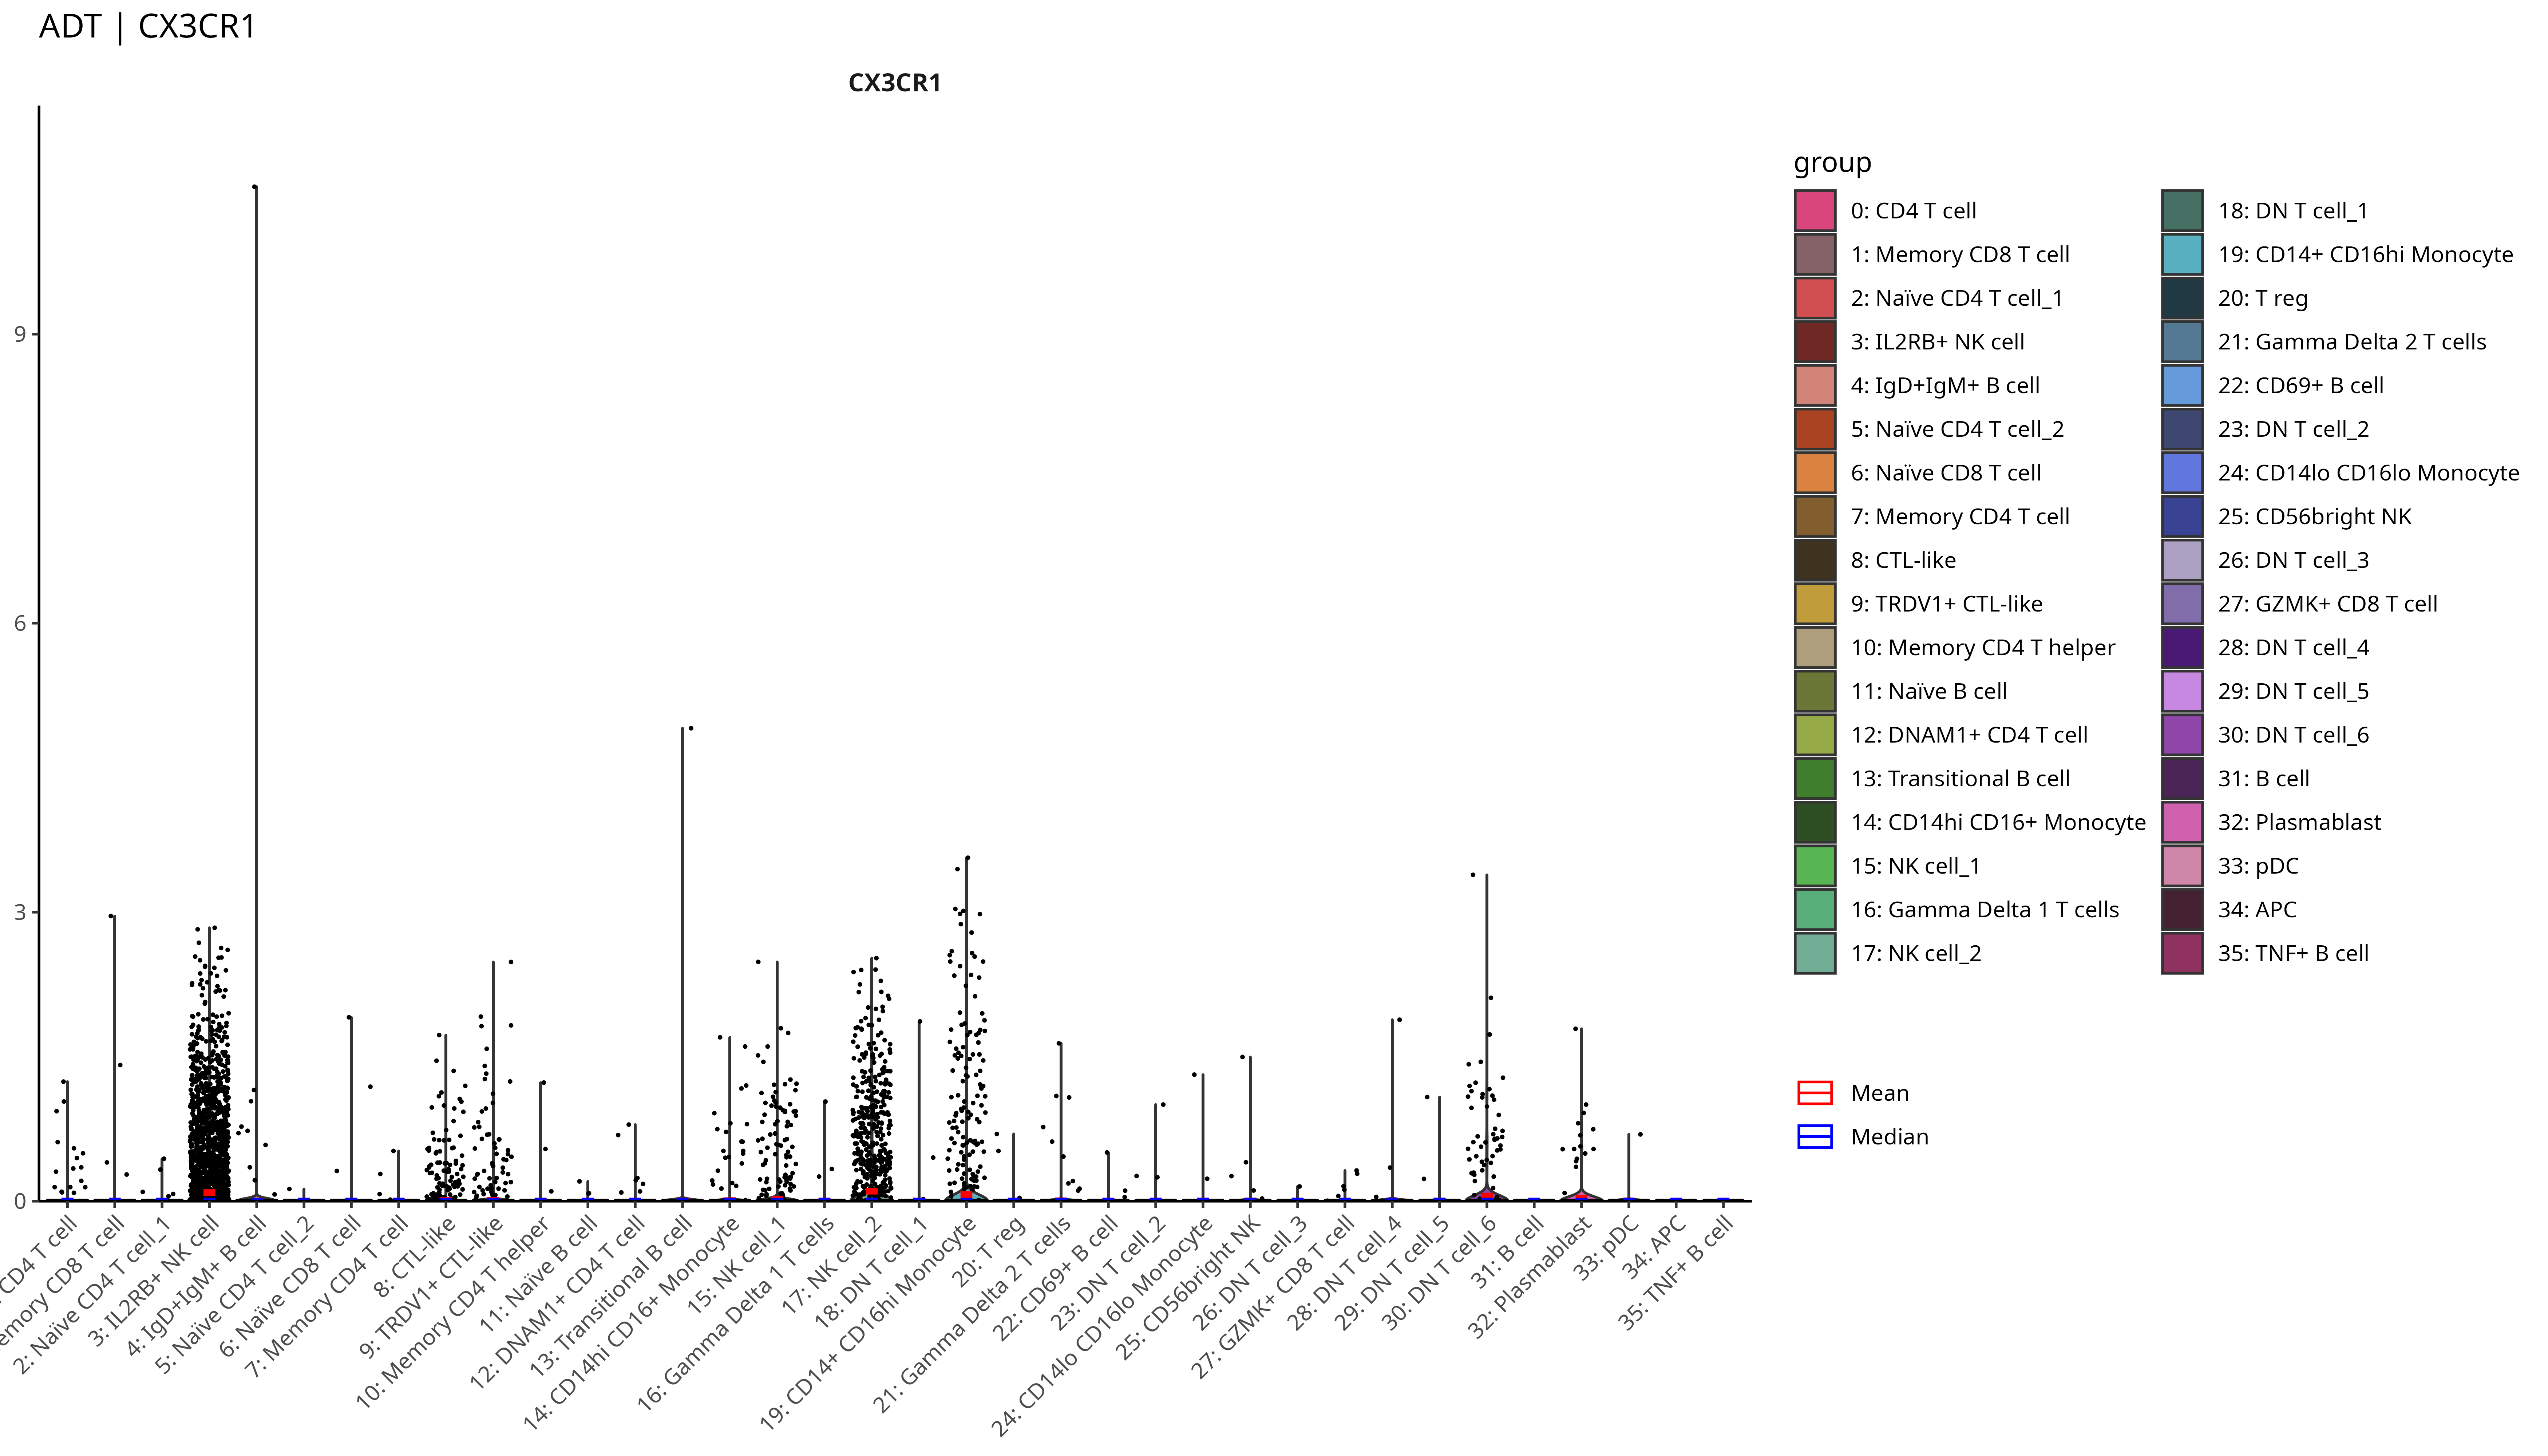 ADT | CX3CR1
CX3CR1
9
6
3
0
CD4 T cell
emory CD8 T cell
2: Naïve CD4 T cell_1
3: IL2RB+ NK cell
4: IgD+IgM+ B cell
5: Naïve CD4 T cell_2
6: Naïve CD8 T cell
7: Memory CD4 T cell
8: CTL-like
9: TRDV1+ CTL-like
10: Memory CD4 T helper
11: Naïve B cell
12: DNAM1+ CD4 T cell
13: Transitional B cell
14: CD14hi CD16+ Monocyte
15: NK cell_1
16: Gamma Delta 1 T cells
17: NK cell_2
18: DN T cell_1
19: CD14+ CD16hi Monocyte
20: T reg
21: Gamma Delta 2 T cells
22: CD69+ B cell
23: DN T cell_2
24: CD14lo CD16lo Monocyte
25: CD56bright NK
26: DN T cell_3
27: GZMK+ CD8 T cell
28: DN T cell_4
29: DN T cell_5
30: DN T cell_6
31: B cell
32: Plasmablast
33: pDC
34: APC
35: TNF+ B cell
group
0: CD4 T cell
1: Memory CD8 T cell
2: Naïve CD4 T cell_1
3: IL2RB+ NK cell
4: IgD+IgM+ B cell
5: Naïve CD4 T cell_2
6: Naïve CD8 T cell
7: Memory CD4 T cell
8: CTL-like
9: TRDV1+ CTL-like
10: Memory CD4 T helper
11: Naïve B cell
12: DNAM1+ CD4 T cell
13: Transitional B cell
14: CD14hi CD16+ Monocyte
15: NK cell_1
16: Gamma Delta 1 T cells
17: NK cell_2
18: DN T cell_1
19: CD14+ CD16hi Monocyte
20: T reg
21: Gamma Delta 2 T cells
22: CD69+ B cell
23: DN T cell_2
24: CD14lo CD16lo Monocyte
25: CD56bright NK
26: DN T cell_3
27: GZMK+ CD8 T cell
28: DN T cell_4
29: DN T cell_5
30: DN T cell_6
31: B cell
32: Plasmablast
33: pDC
34: APC
35: TNF+ B cell
Mean
Median